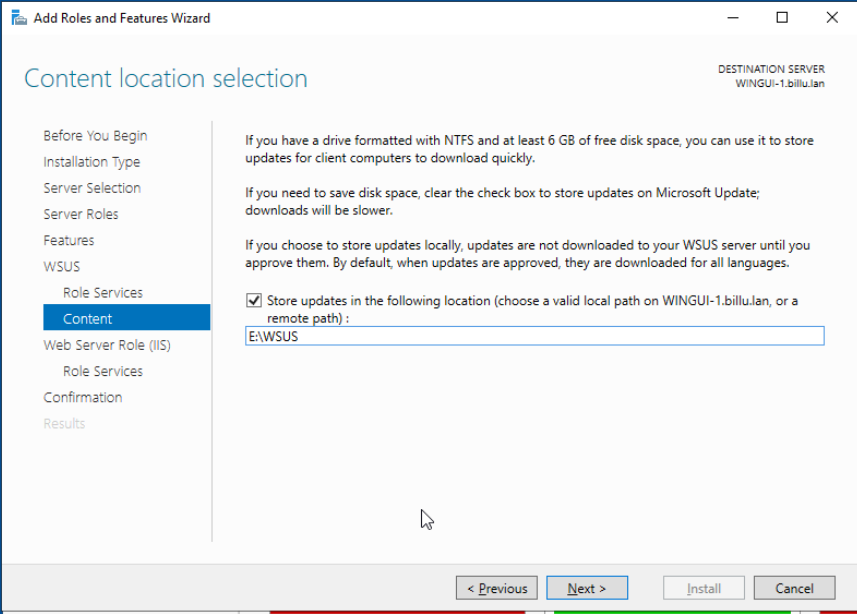 Add Roles and Features Wizard
Content location selection
DESTINATION SERVER
WINGUI-1.billu.lan
Before You Begin
Installation Type
Server Selection
Server Roles
Features
WSUS
Role Services
Content
Web Server Role (IIS)
Role Services
Confirmation
Results
If you have a drive formatted with NTFS and at least 6 GB of free disk space, you can use it to store
updates for client computers to download quickly.
If you need to save disk space, clear the check box to store updates on Microsoft Update;
downloads will be slower.
If you choose to store updates locally, updates are not downloaded to your WSUS server until you
approve them. By default, when updates are approved, they are downloaded for all languages.
Store updates in the following location (choose a valid local path on WINGUI-1.billu.lan, or a
remote path) :
E:\WSUS
< Previous
Next >
Install
Cancel